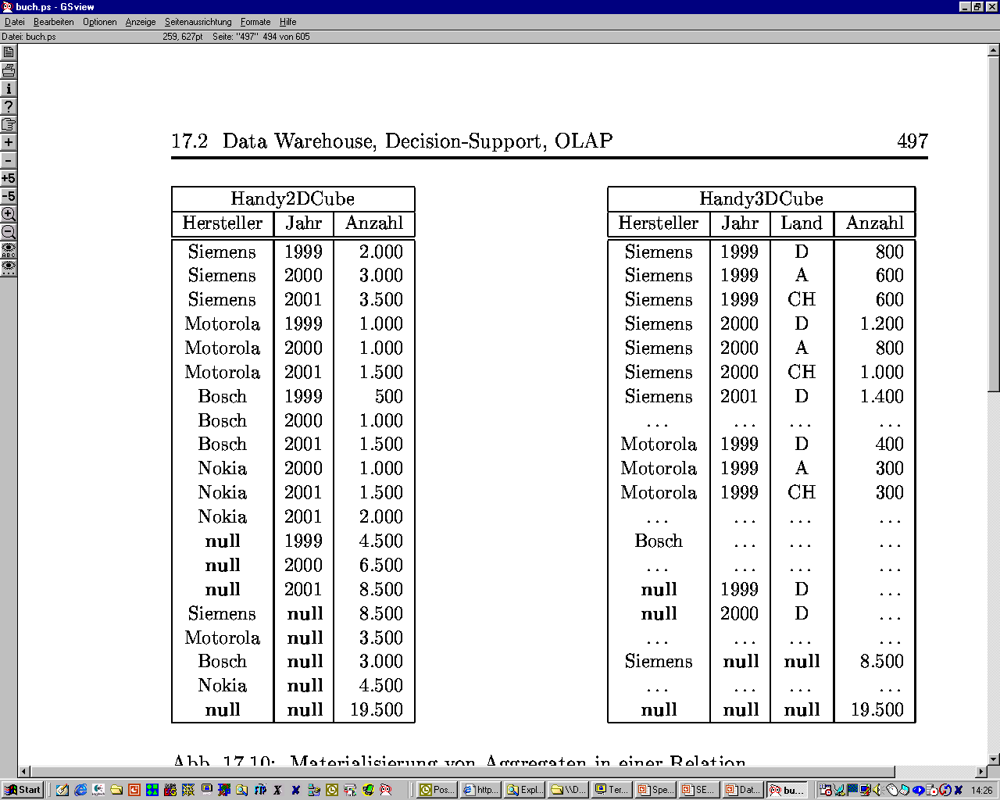 buch.ps - GSview
Datei Bearbeiten Optionen Anzeige Seitenausrichtung Formate Hilfe
Datei: buch.ps 259, 627pt Seite: "497" 494 von 605
17.2 Data Warehouse, Decision-Support, OLAP 497
Handy2DCube
Hersteller Jahr Anzahl
Siemens 1999 2.000
Siemens 2000 3.000
Siemens 2001 3.500
Motorola 1999 1.000
Motorola 2000 1.000
Motorola 2001 1.500
Bosch 1999 500
Bosch 2000 1.000
Bosch 2001 1.500
Nokia 2000 1.000
Nokia 2001 1.500
Nokia 2001 2.000
null 1999 4.500
null 2000 6.500
null 2001 8.500
Siemens null 8.500
Motorola null 3.500
Bosch null 3.000
Nokia null 4.500
null null 19.500
Handy3DCube
Hersteller Jahr Land Anzahl
Siemens 1999 D 800
Siemens 1999 A 600
Siemens 1999 CH 600
Siemens 2000 D 1.200
Siemens 2000 A 800
Siemens 2000 CH 1.000
Siemens 2001 D 1.400
... ... ... ...
Motorola 1999 D 400
Motorola 1999 A 300
Motorola 1999 CH 300
... ... ... ...
Bosch ... ... ...
... ... ... ...
null 1999 D ...
null 2000 D ...
... ... ... ...
Siemens null null 8.500
... ... ... ...
null null null 19.500
Abb. 17.10: Materialisierung von Aggregaten in einer Relation
+5
-5
Start Pos... http... Expl... \\D... Ter... Spe... SE... Dat... bu... 14:26